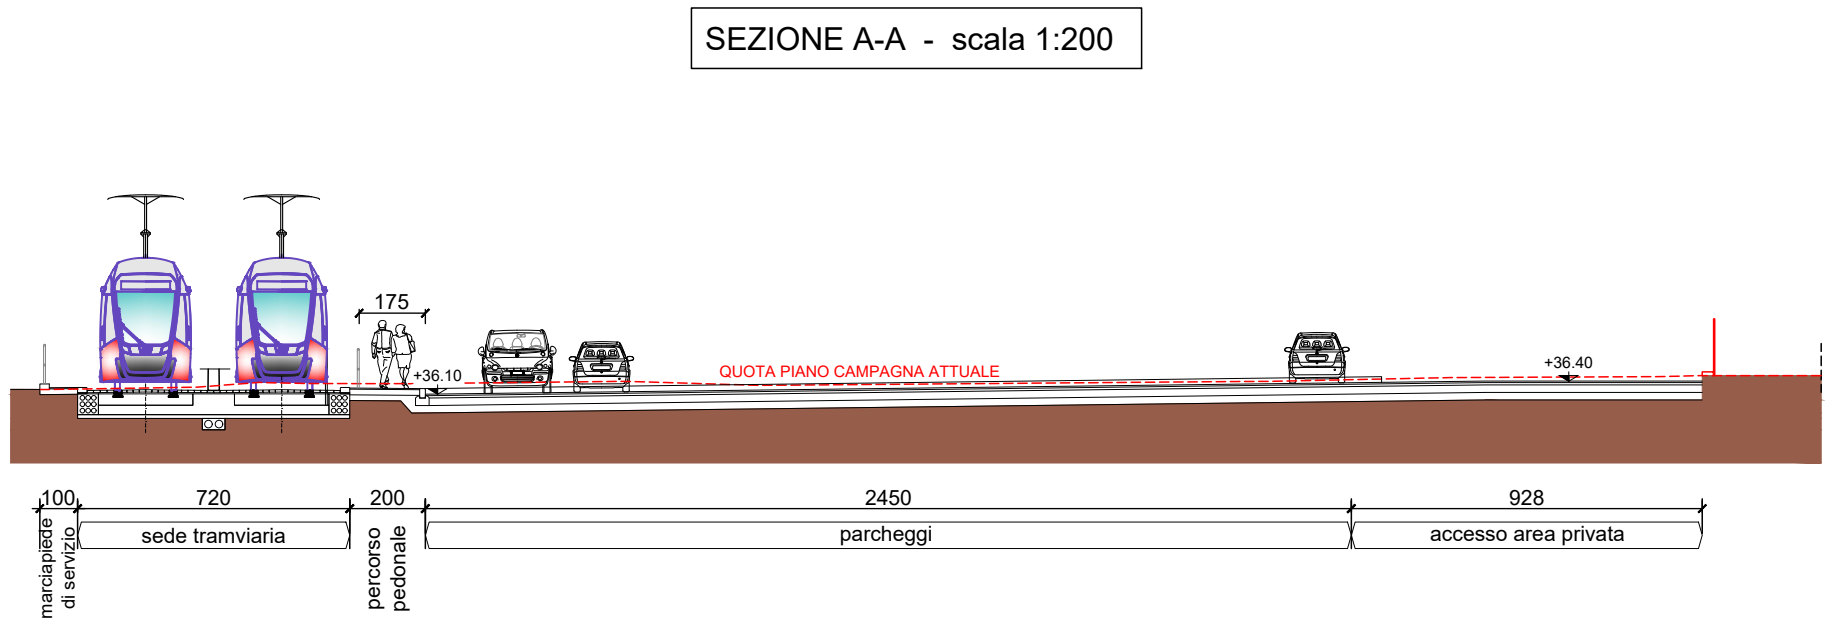 SEZIONE A-A - scala 1:200
175
+36.10
QUOTA PIANO CAMPAGNA ATTUALE
+36.40
100
720
200
2450
928
marciapiede
di servizio
sede tramviaria
percorso
pedonale
parcheggi
accesso area privata